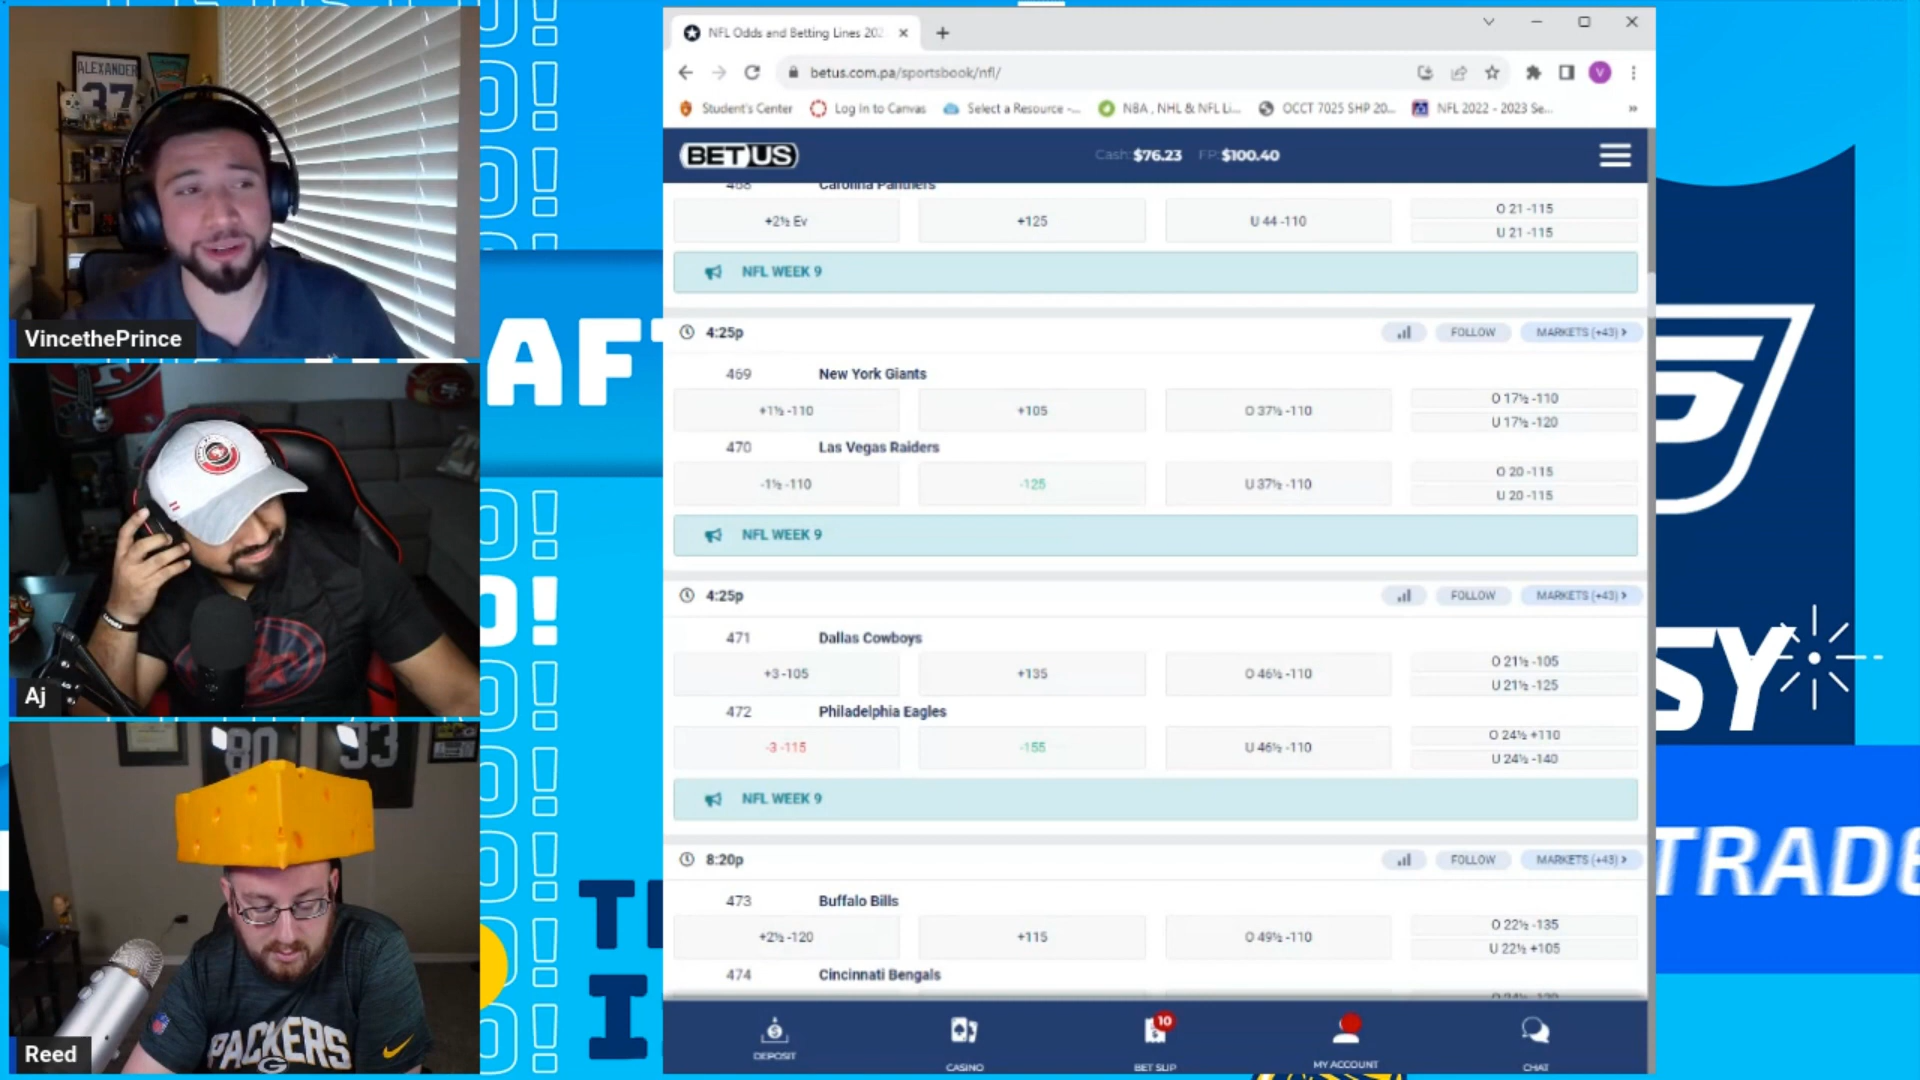 ALEXANDER
37
VincethePrince
Aj
80
93
PACKERS
G
Reed
AFT
O!
SY
TRADE
NFL Odds and Betting Lines 202
betus.com.pa/sportsbook/nfl/
V
Student's Center
Log In to Canvas
Select a Resource -...
NBA , NHL & NFL Li...
OCCT 7025 SHP 20...
NFL 2022 - 2023 Se...
BETUS
Cash: $76.23 FP: $100.40
468 Carolina Panthers
+2½ Ev
+125
U 44 -110
O 21 -115
U 21 -115
NFL WEEK 9
4:25p
FOLLOW
MARKETS (+43)
469 New York Giants
+1½ -110
+105
O 37½ -110
O 17½ -110
U 17½ -120
470 Las Vegas Raiders
-1½ -110
-125
U 37½ -110
O 20 -115
U 20 -115
NFL WEEK 9
4:25p
FOLLOW
MARKETS (+43)
471 Dallas Cowboys
+3 -105
+135
O 46½ -110
O 21½ -105
U 21½ -125
472 Philadelphia Eagles
-3 -115
-155
U 46½ -110
O 24½ +110
U 24½ -140
NFL WEEK 9
8:20p
FOLLOW
MARKETS (+43)
473 Buffalo Bills
+2½ -120
+115
O 49½ -110
O 22½ -135
U 22½ +105
474 Cincinnati Bengals
DEPOSIT
CASINO
10
BET SLIP
MY ACCOUNT
CHAT